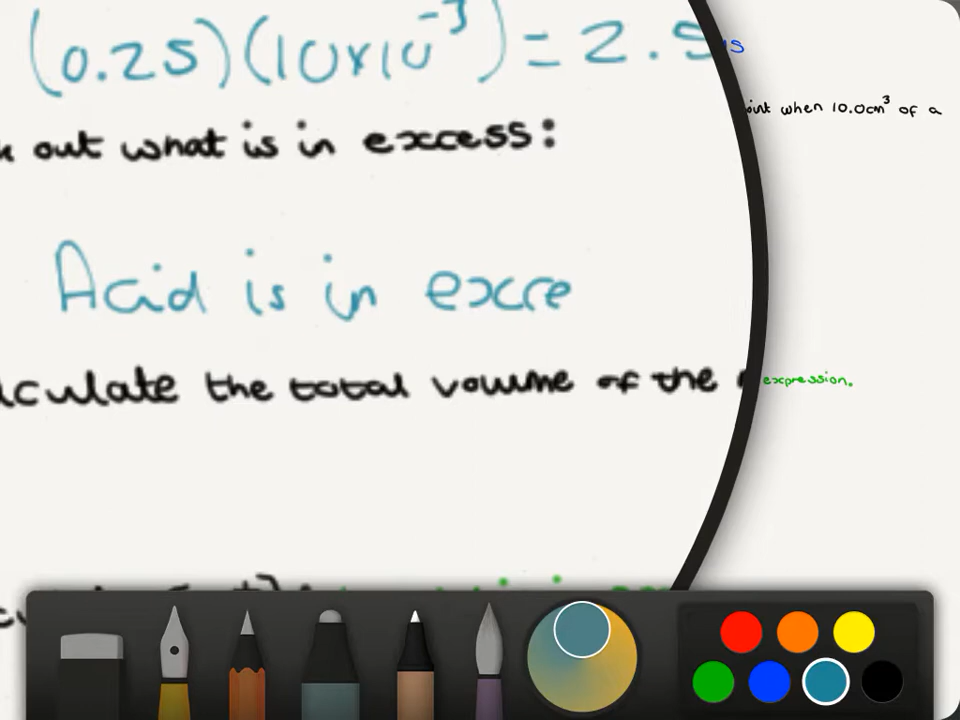 (0.25)(10x10⁻³) = 2.5
out what is in excess:
Acid is in excre
lculate the total volume of the
is
oint when 10.0cm³ of a
expression.